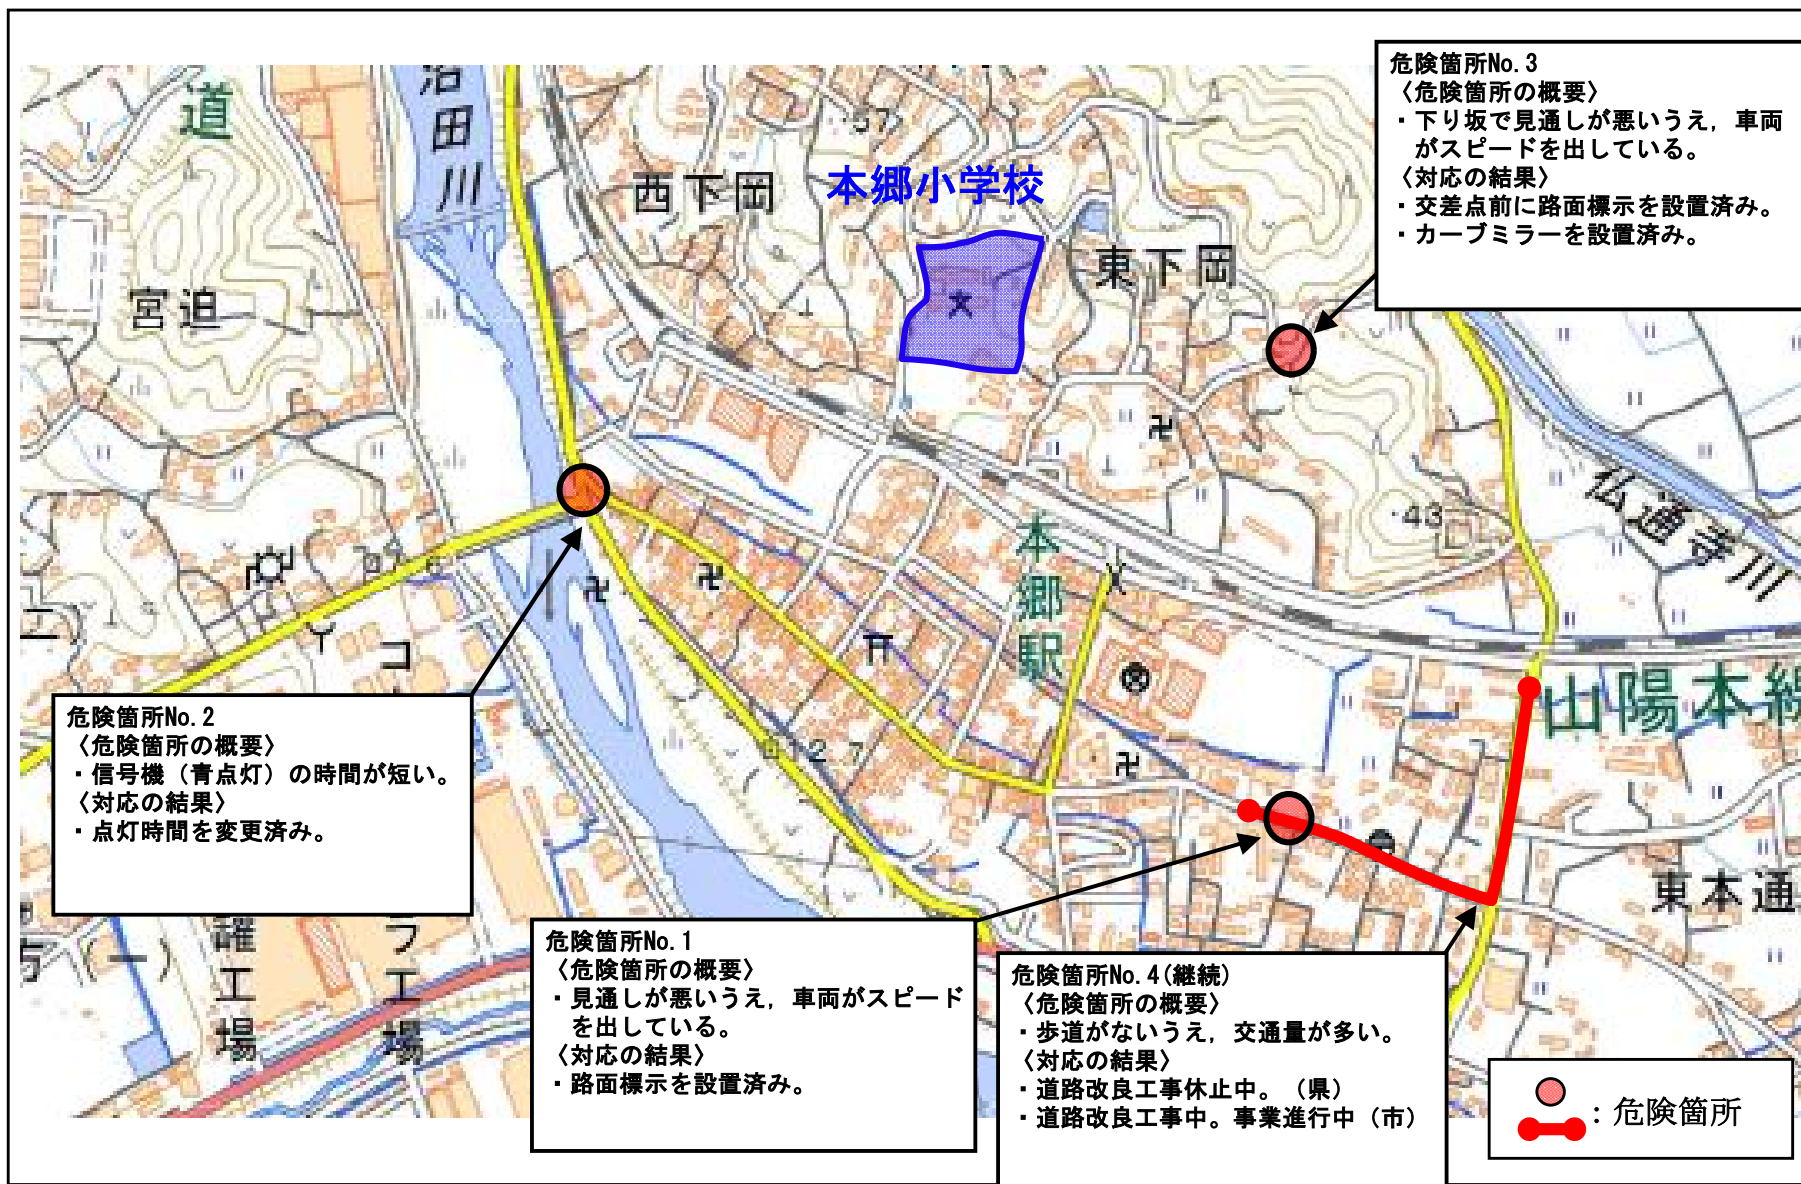 危険箇所No.3
〈危険箇所の概要〉
・下り坂で見通しが悪いうえ，車両
がスピードを出している。
〈対応の結果〉
・交差点前に路面標示を設置済み。
・カーブミラーを設置済み。
道
沼田川
57
西下岡
本郷小学校
東下岡
宮迫
文
43
仏通寺川
本郷駅
山陽本線
コ
危険箇所No.2
〈危険箇所の概要〉
・信号機（青点灯）の時間が短い。
〈対応の結果〉
・点灯時間を変更済み。
12.7
東本通
工場
ラ工場
危険箇所No.1
〈危険箇所の概要〉
・見通しが悪いうえ，車両がスピード
を出している。
〈対応の結果〉
・路面標示を設置済み。
危険箇所No.4(継続)
〈危険箇所の概要〉
・歩道がないうえ，交通量が多い。
〈対応の結果〉
・道路改良工事休止中。（県）
・道路改良工事中。事業進行中（市）
：危険箇所